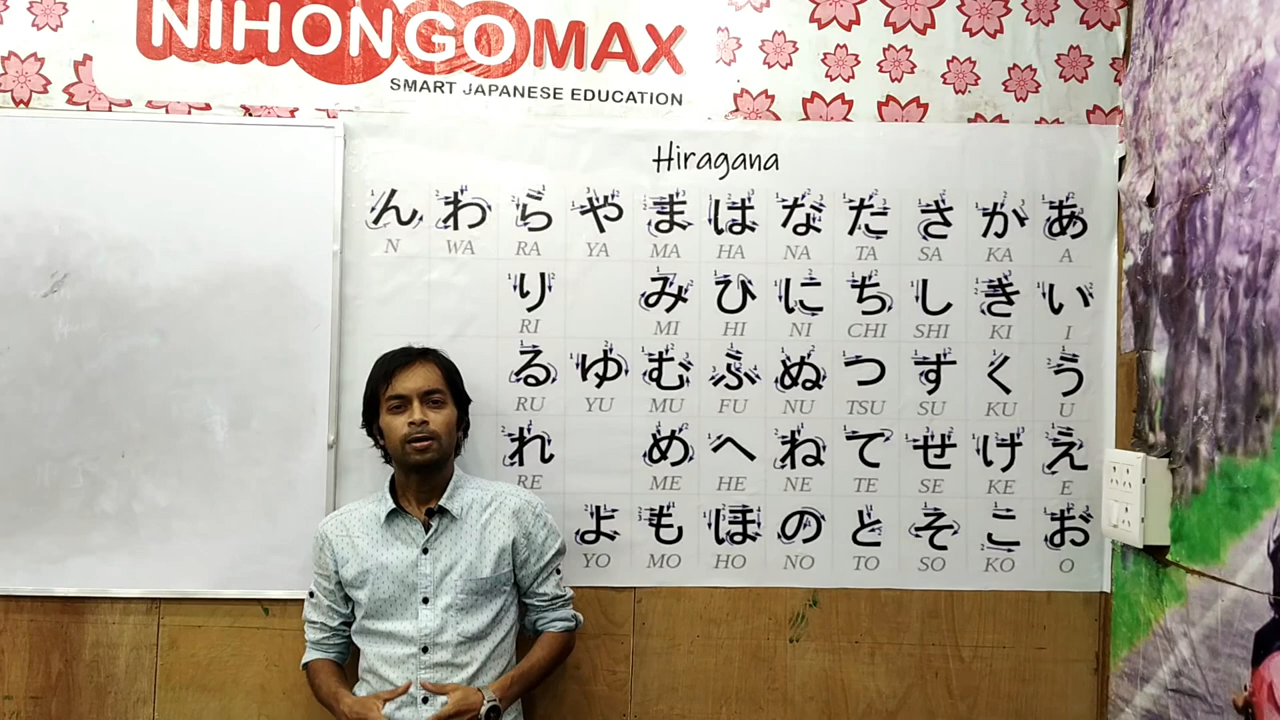 NIHONGOMAX
SMART JAPANESE EDUCATION
Hiragana
ん わ ら や ま は な た さ か あ
N WA RA YA MA HA NA TA SA KA A
り み ひ に ち し き い
RI MI HI NI CHI SHI KI I
る ゆ む ふ ぬ つ す く う
RU YU MU FU NU TSU SU KU U
れ め へ ね て せ け え
RE ME HE NE TE SE KE E
よ も ほ の と そ こ お
YO MO HO NO TO SO KO O